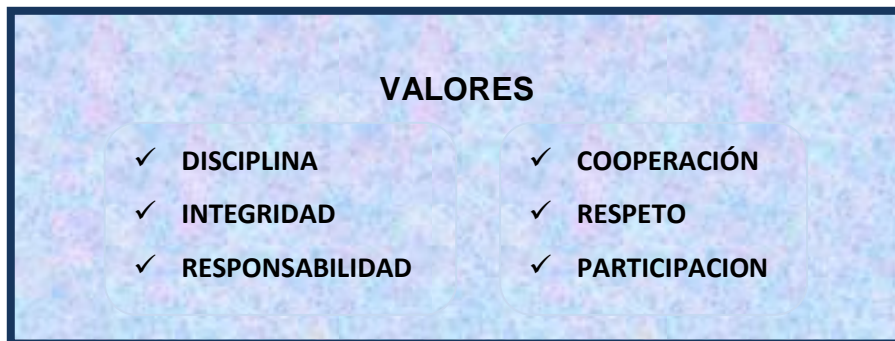 VALORES
✓ DISCIPLINA
✓ INTEGRIDAD
✓ RESPONSABILIDAD
✓ COOPERACIÓN
✓ RESPETO
✓ PARTICIPACION